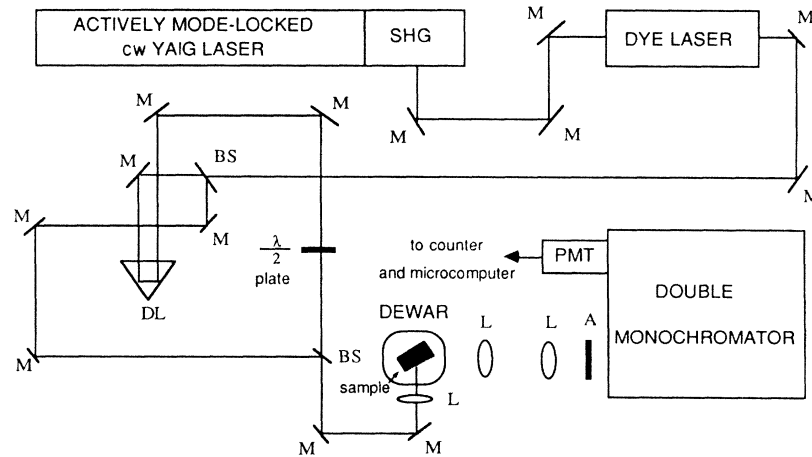 ACTIVELY MODE-LOCKED
cw YAIG LASER
SHG
M
DYE LASER
M
M
M
M
M
M
BS
M
M
M
M
λ/2
plate
to counter
and microcomputer
PMT
DOUBLE
MONOCHROMATOR
DL
DEWAR
L
L
A
M
BS
sample
L
M
M